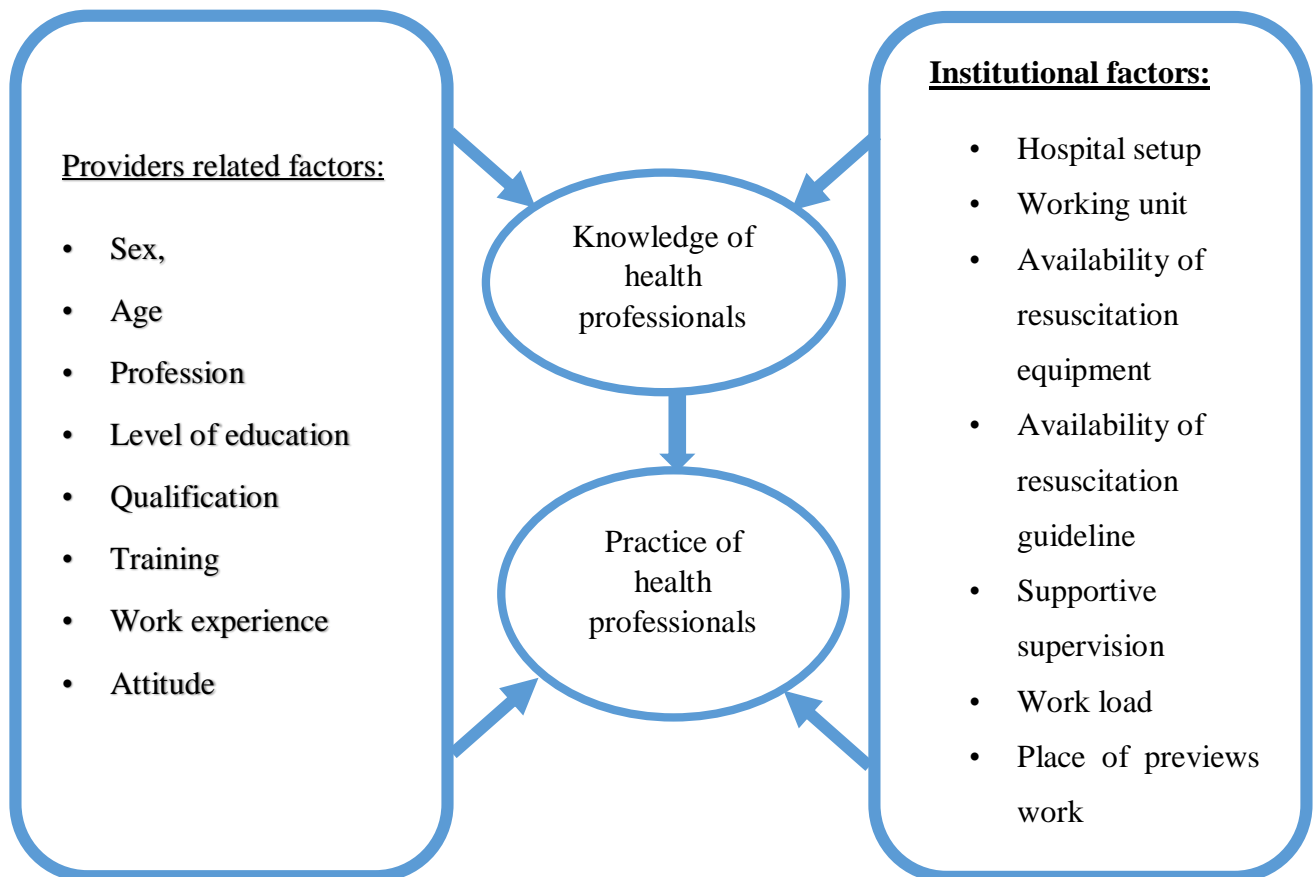 Providers related factors:
• Sex,
• Age
• Profession
• Level of education
• Qualification
• Training
• Work experience
• Attitude
Knowledge of
health
professionals
Practice of
health
professionals
Institutional factors:
• Hospital setup
• Working unit
• Availability of
resuscitation
equipment
• Availability of
resuscitation
guideline
• Supportive
supervision
• Work load
• Place of previews
work